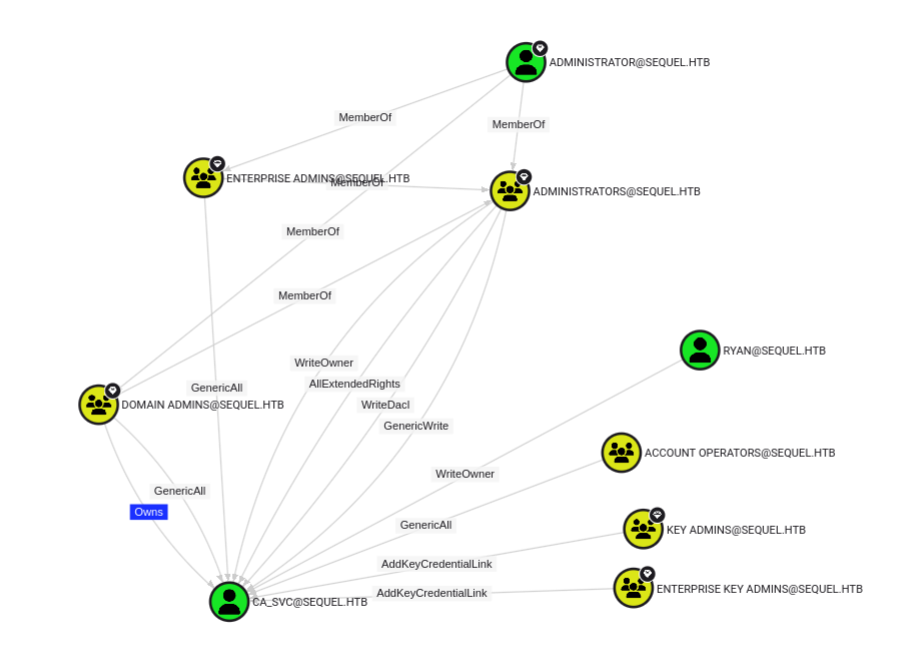 ADMINISTRATOR@SEQUEL.HTB
MemberOf
MemberOf
ENTERPRISE ADMINS@SEQUEL.HTB
MemberOf
ADMINISTRATORS@SEQUEL.HTB
MemberOf
MemberOf
RYAN@SEQUEL.HTB
WriteOwner
AllExtendedRights
GenericAll
DOMAIN ADMINS@SEQUEL.HTB
WriteDacl
GenericWrite
ACCOUNT OPERATORS@SEQUEL.HTB
WriteOwner
GenericAll
Owns
GenericAll
KEY ADMINS@SEQUEL.HTB
AddKeyCredentialLink
ENTERPRISE KEY ADMINS@SEQUEL.HTB
AddKeyCredentialLink
CA_SVC@SEQUEL.HTB